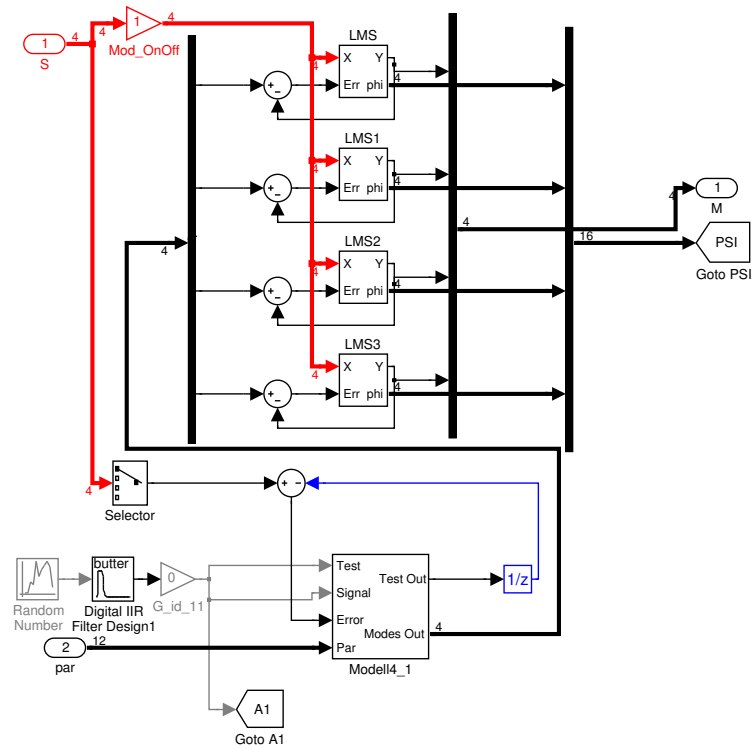 4
1
4
1
4
Mod_OnOff
S
LMS
X Y
4
Err phi
4
+
−
LMS1
X Y
4
Err phi
4
+
−
LMS2
X Y
4
Err phi
4
+
−
LMS3
X Y
4
Err phi
4
+
−
4
4
16
4
1
M
PSI
Goto PSI
4
Selector
+ −
Random
Number
butter
Digital IIR
Filter Design1
0
G_id_11
Test
Signal
Error
Par
Test Out
Modes Out
Modell4_1
4
1/z
2
12
par
A1
Goto A1